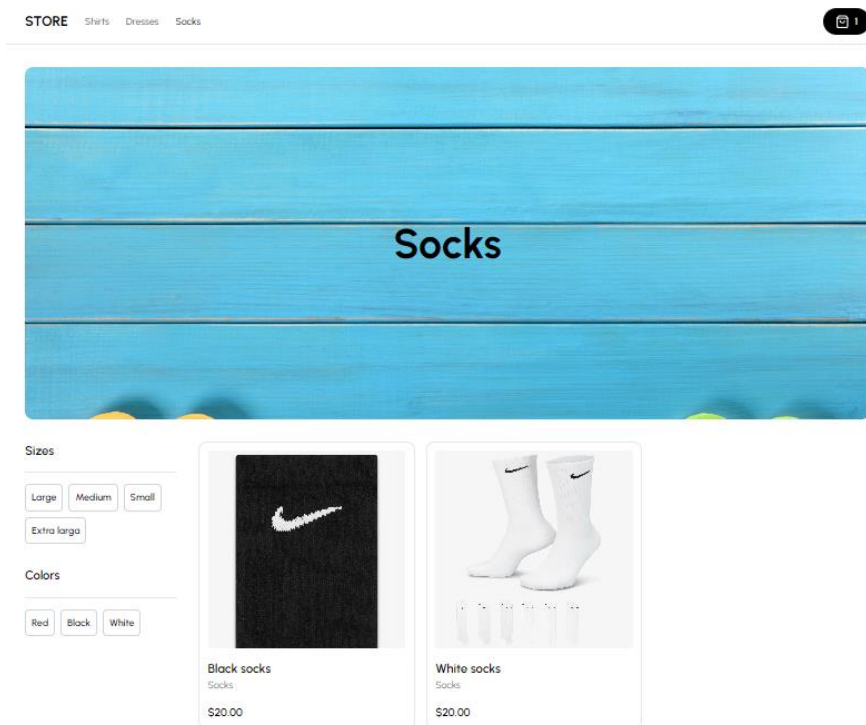 STORE Shirts Dresses Socks 1
Socks
Sizes
Large Medium Small
Extra larga
Colors
Red Black White
Black socks
Socks
$20.00
White socks
Socks
$20.00